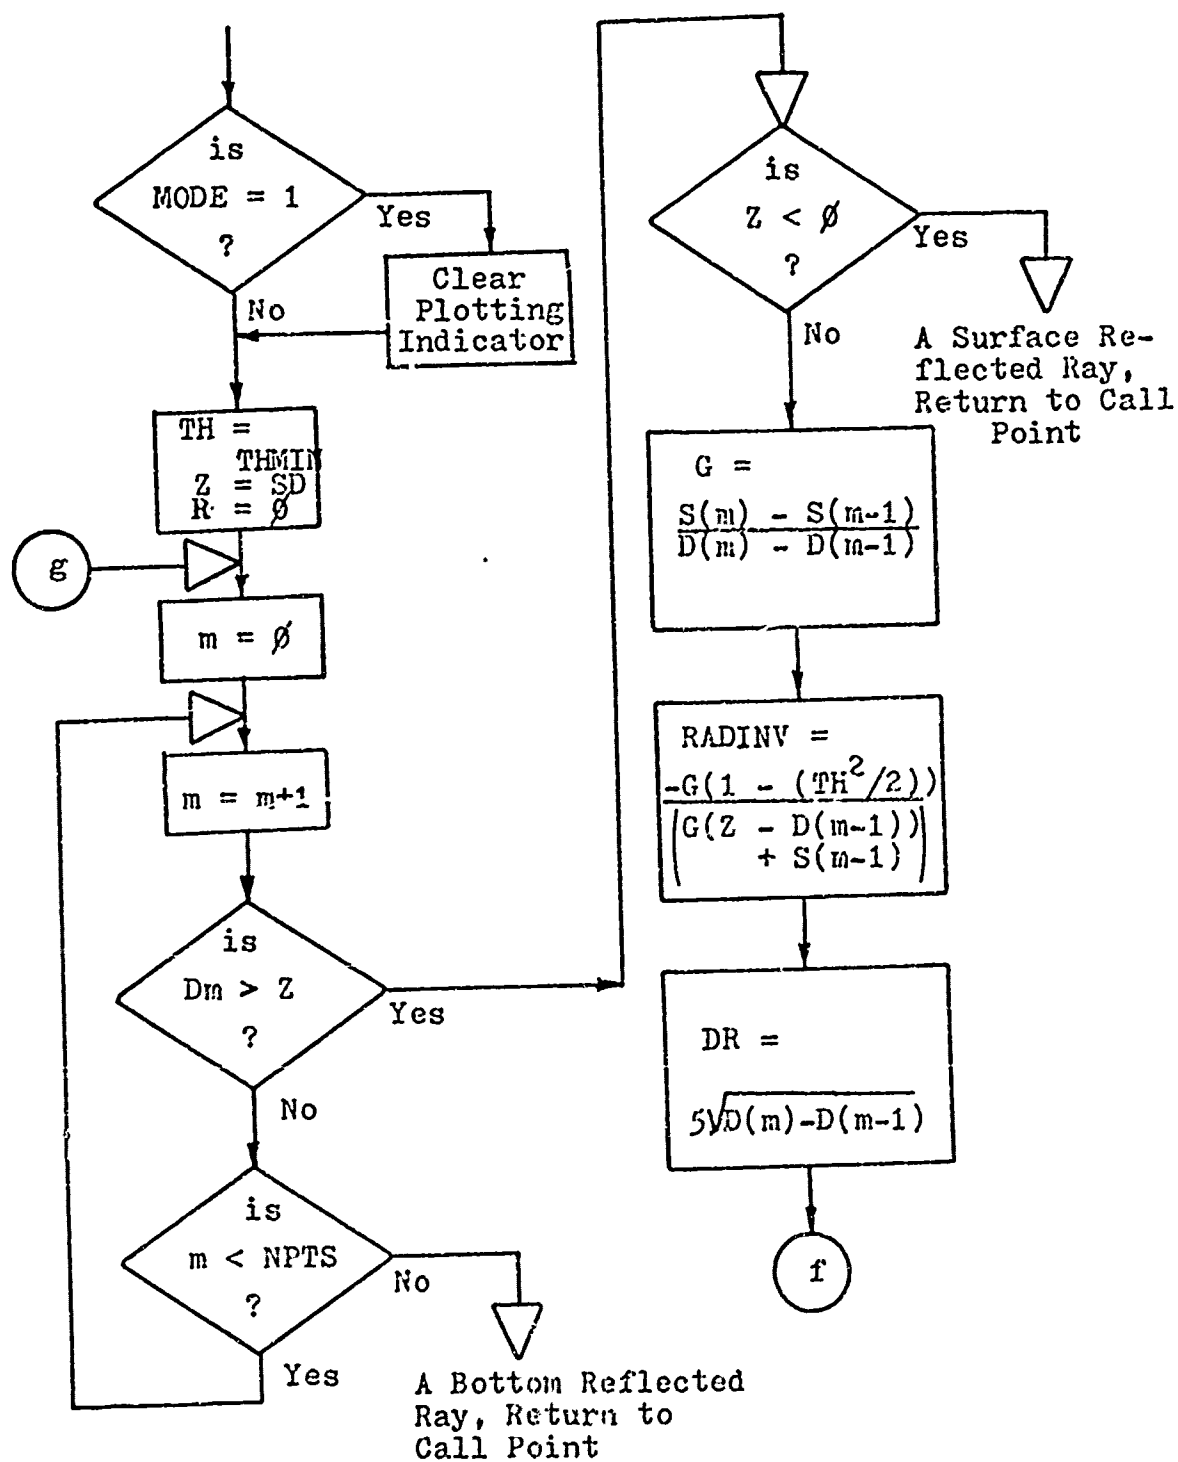 is
MODE = 1
?
Yes
No
Clear
Plotting
Indicator
TH =
THMIN
Z = SD
R = Ø
g
m = Ø
m = m+1
is
Dm > Z
?
Yes
No
is
m < NPTS
?
No
Yes
A Bottom Reflected
Ray, Return to
Call Point
is
Z < Ø
?
Yes
No
A Surface Re-
flected Ray,
Return to Call
Point
G =
S(m) - S(m-1)
D(m) - D(m-1)
RADINV =
-G(1 - (TH²/2))
(G(Z - D(m-1))
+ S(m-1))
DR =
5√D(m)-D(m-1)
f